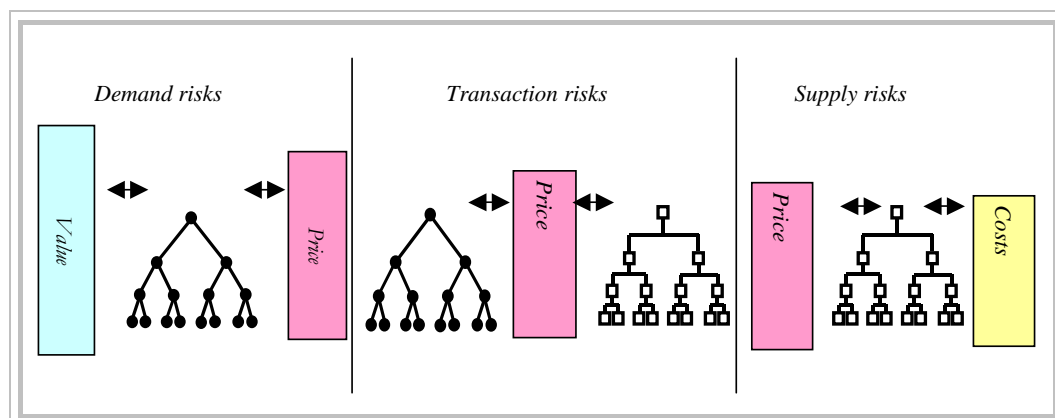 Demand risks
Transaction risks
Supply risks
Value
Price
Price
Price
Costs